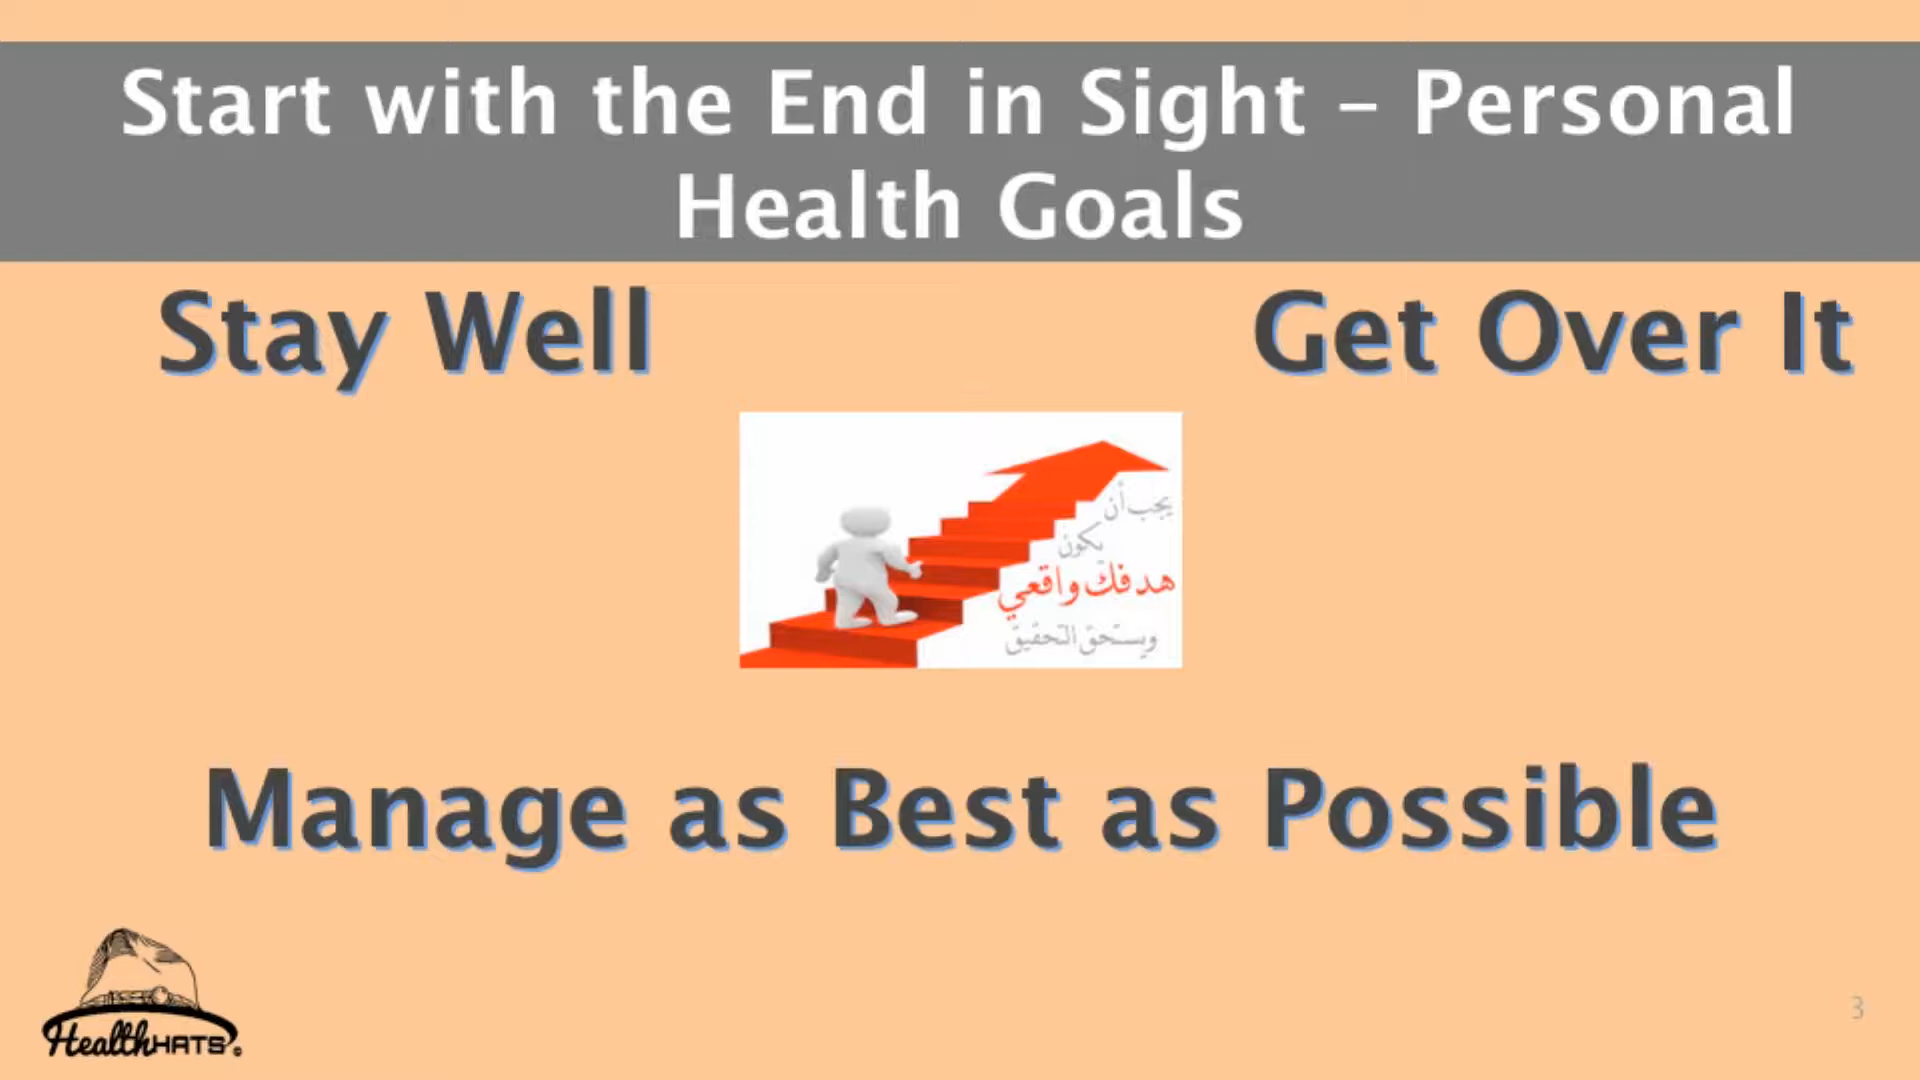 Start with the End in Sight – Personal
Health Goals
Stay Well
Get Over It
يجب أن
يكون
هدفك واقعي
ويستحق التحقيق
Manage as Best as Possible
HealthHATS
3